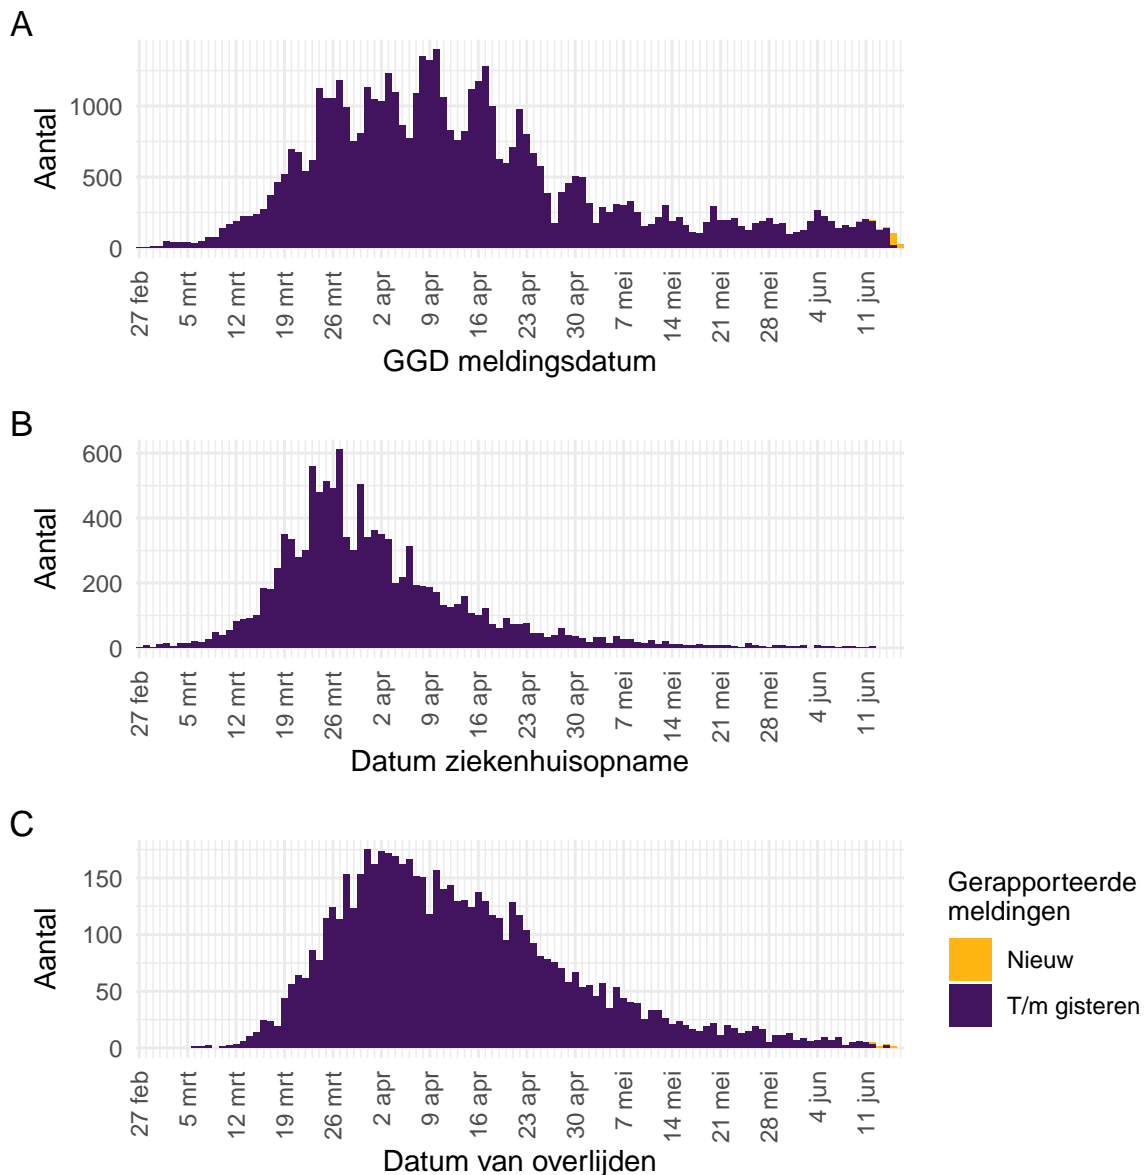 A
Aantal
1000
500
0
27 feb
5 mrt
12 mrt
19 mrt
26 mrt
2 apr
9 apr
16 apr
23 apr
30 apr
7 mei
14 mei
21 mei
28 mei
4 jun
11 jun
GGD meldingsdatum
B
Aantal
600
400
200
0
27 feb
5 mrt
12 mrt
19 mrt
26 mrt
2 apr
9 apr
16 apr
23 apr
30 apr
7 mei
14 mei
21 mei
28 mei
4 jun
11 jun
Datum ziekenhuisopname
C
Aantal
150
100
50
0
27 feb
5 mrt
12 mrt
19 mrt
26 mrt
2 apr
9 apr
16 apr
23 apr
30 apr
7 mei
14 mei
21 mei
28 mei
4 jun
11 jun
Datum van overlijden
Gerapporteerde
meldingen
Nieuw
T/m gisteren